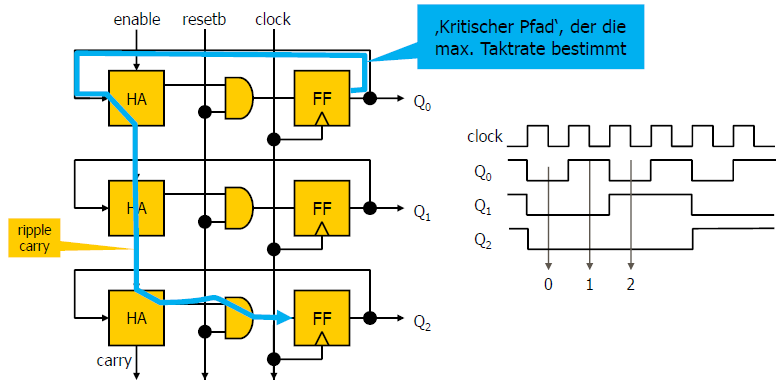 enable resetb clock
‚Kritischer Pfad‘, der die
max. Taktrate bestimmt
HA FF Q0
clock
Q0
HA FF Q1
Q1
ripple
carry
Q2
0 1 2
HA FF Q2
carry